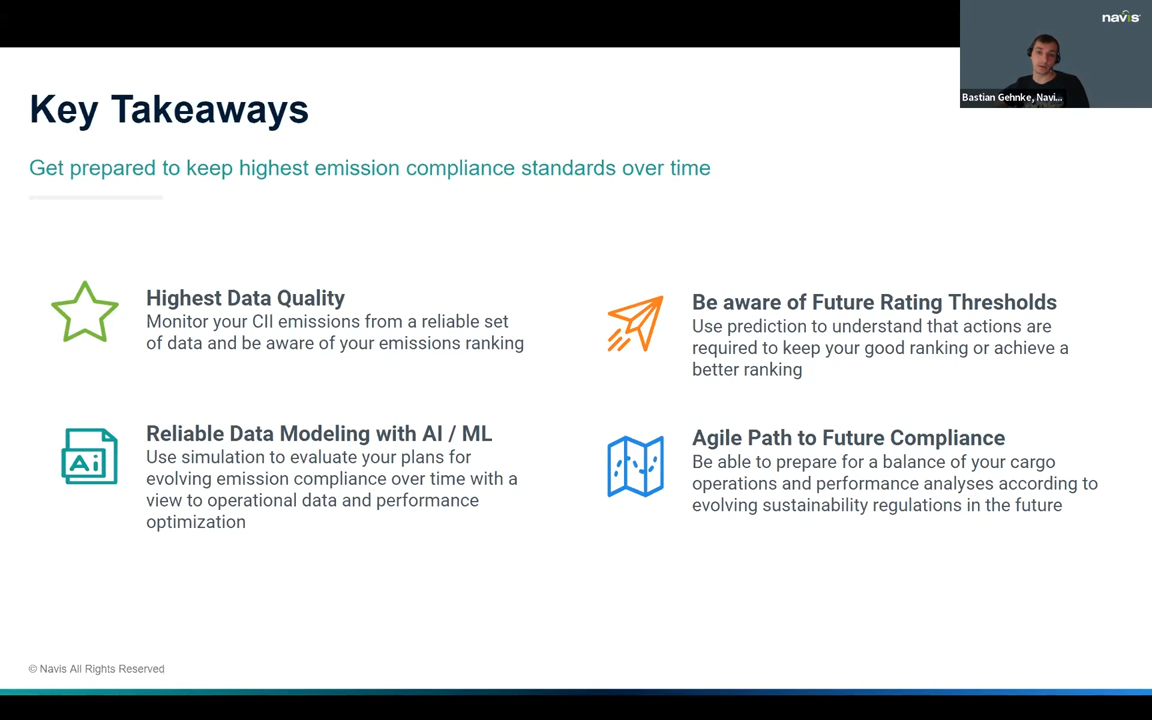 navis
Bastian Gehnke, Navi...
Key Takeaways
Get prepared to keep highest emission compliance standards over time
Highest Data Quality
Monitor your CII emissions from a reliable set
of data and be aware of your emissions ranking
Be aware of Future Rating Thresholds
Use prediction to understand that actions are
required to keep your good ranking or achieve a
better ranking
Ai
Reliable Data Modeling with AI / ML
Use simulation to evaluate your plans for
evolving emission compliance over time with a
view to operational data and performance
optimization
Agile Path to Future Compliance
Be able to prepare for a balance of your cargo
operations and performance analyses according to
evolving sustainability regulations in the future
© Navis All Rights Reserved